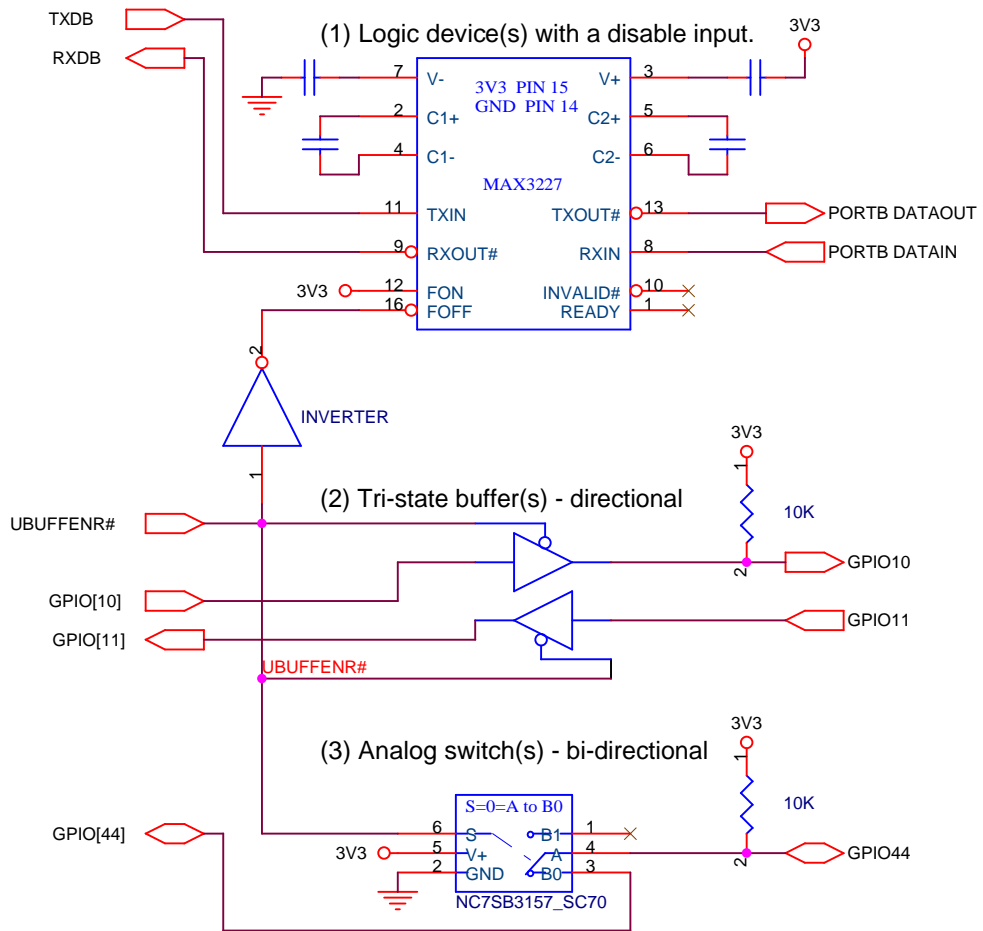 TXDB
RXDB
(1) Logic device(s) with a disable input.
3V3
7 V- V+ 3
3V3 PIN 15
GND PIN 14
2 C1+ C2+ 5
4 C1- C2- 6
MAX3227
11 TXIN TXOUT# 13 PORTB DATAOUT
9 RXOUT# RXIN 8 PORTB DATAIN
3V3 12 FON INVALID# 10
16 FOFF READY 1
2
INVERTER
1
3V3
1
(2) Tri-state buffer(s) - directional
10K
UBUFFENR#
2
GPIO10
GPIO[10]
GPIO[11]
GPIO11
UBUFFENR#
3V3
1
(3) Analog switch(s) - bi-directional
10K
S=0=A to B0
GPIO[44]
6 S B1 1
3V3 5 V+ A 4
2 GPIO44
2 GND B0 3
NC7SB3157_SC70